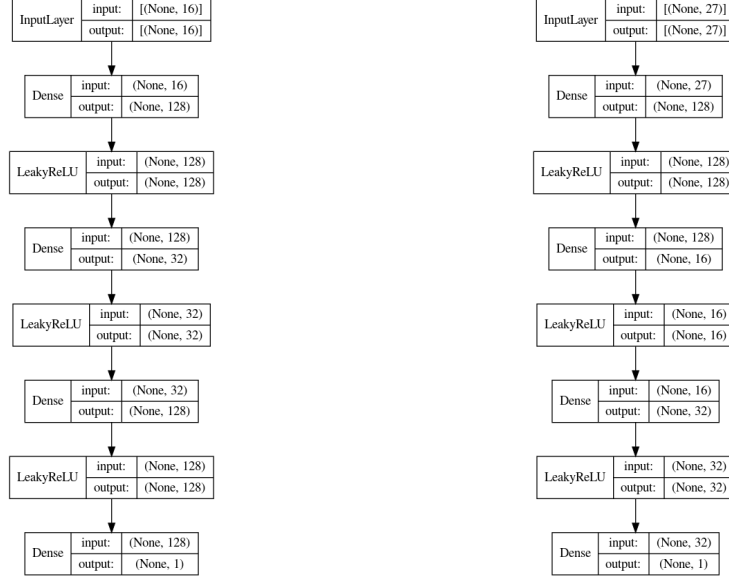 InputLayer input: [(None, 16)]
output: [(None, 16)]
Dense input: (None, 16)
output: (None, 128)
LeakyReLU input: (None, 128)
output: (None, 128)
Dense input: (None, 128)
output: (None, 32)
LeakyReLU input: (None, 32)
output: (None, 32)
Dense input: (None, 32)
output: (None, 128)
LeakyReLU input: (None, 128)
output: (None, 128)
Dense input: (None, 128)
output: (None, 1)
InputLayer input: [(None, 27)]
output: [(None, 27)]
Dense input: (None, 27)
output: (None, 128)
LeakyReLU input: (None, 128)
output: (None, 128)
Dense input: (None, 128)
output: (None, 16)
LeakyReLU input: (None, 16)
output: (None, 16)
Dense input: (None, 16)
output: (None, 32)
LeakyReLU input: (None, 32)
output: (None, 32)
Dense input: (None, 32)
output: (None, 1)